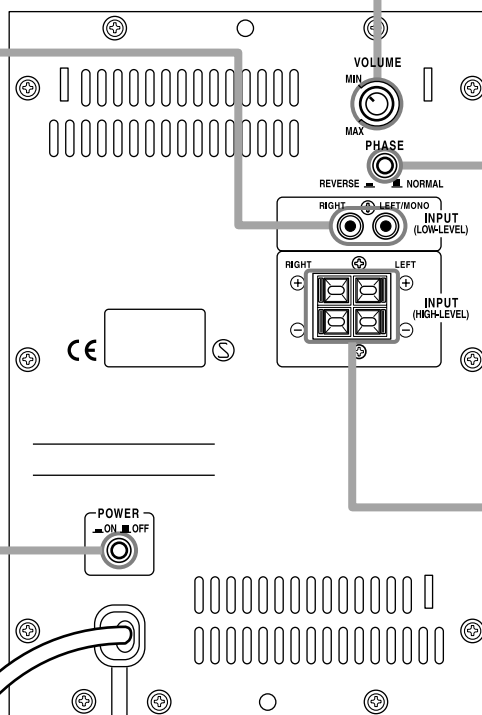 VOLUME
MIN
MAX
PHASE
REVERSE NORMAL
RIGHT LEFT/MONO
INPUT
(LOW-LEVEL)
RIGHT LEFT
INPUT
(HIGH-LEVEL)
+ +
− −
CE
POWER
ON OFF